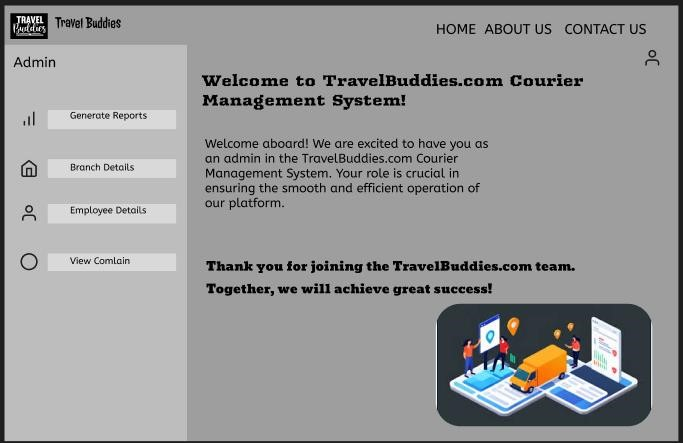 TRAVEL
Buddies
Travel Buddies
HOME ABOUT US CONTACT US
Admin
Generate Reports
Branch Details
Employee Details
View Comlain
Welcome to TravelBuddies.com Courier
Management System!
Welcome aboard! We are excited to have you as
an admin in the TravelBuddies.com Courier
Management System. Your role is crucial in
ensuring the smooth and efficient operation of
our platform.
Thank you for joining the TravelBuddies.com team.
Together, we will achieve great success!